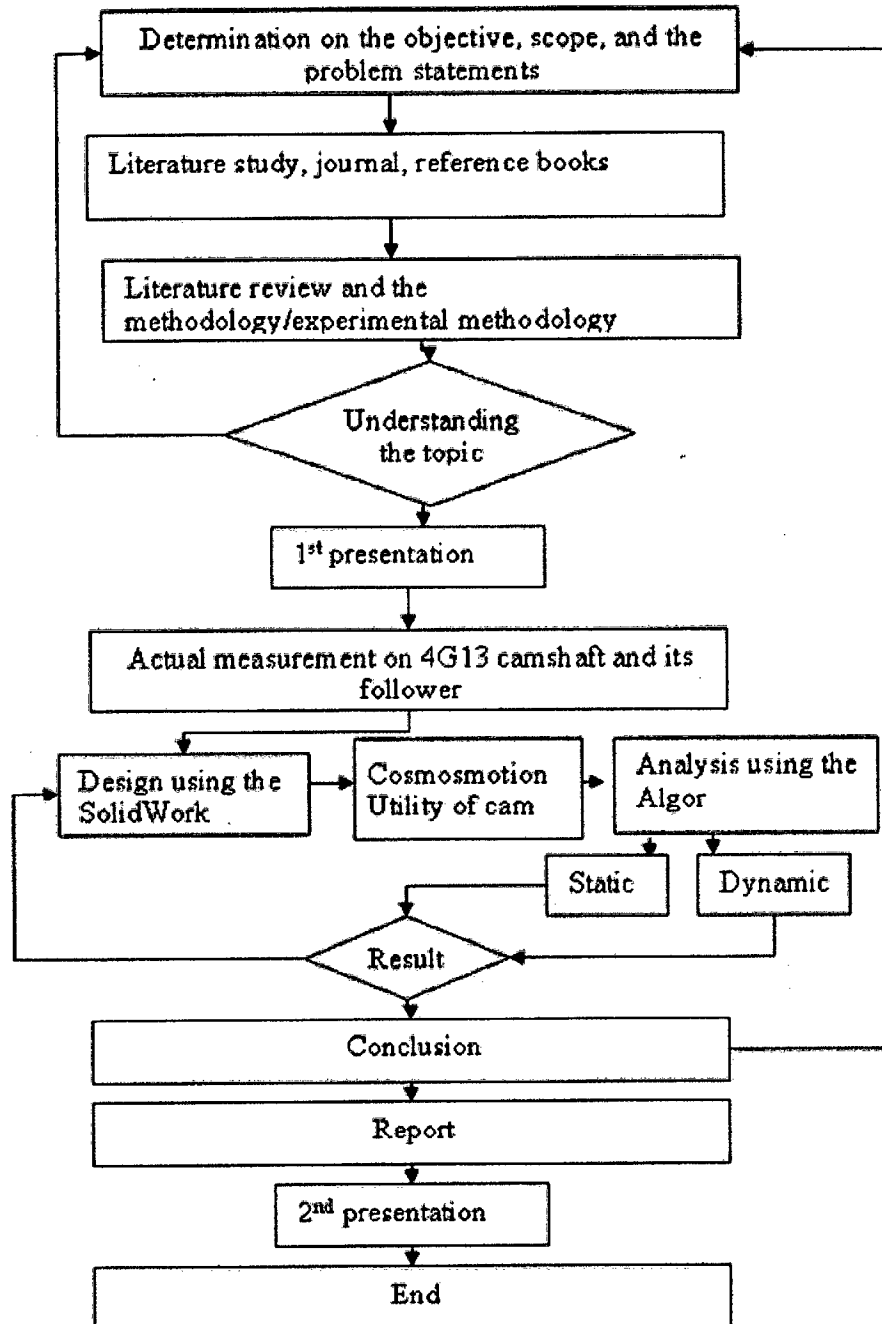 Determination on the objective, scope, and the
problem statements
Literature study, journal, reference books
Literature review and the
methodology/experimental methodology
Understanding
the topic
1st presentation
Actual measurement on 4G13 camshaft and its
follower
Design using the
SolidWork
Cosmosmotion
Utility of cam
Analysis using the
Algor
Static
Dynamic
Result
Conclusion
Report
2nd presentation
End